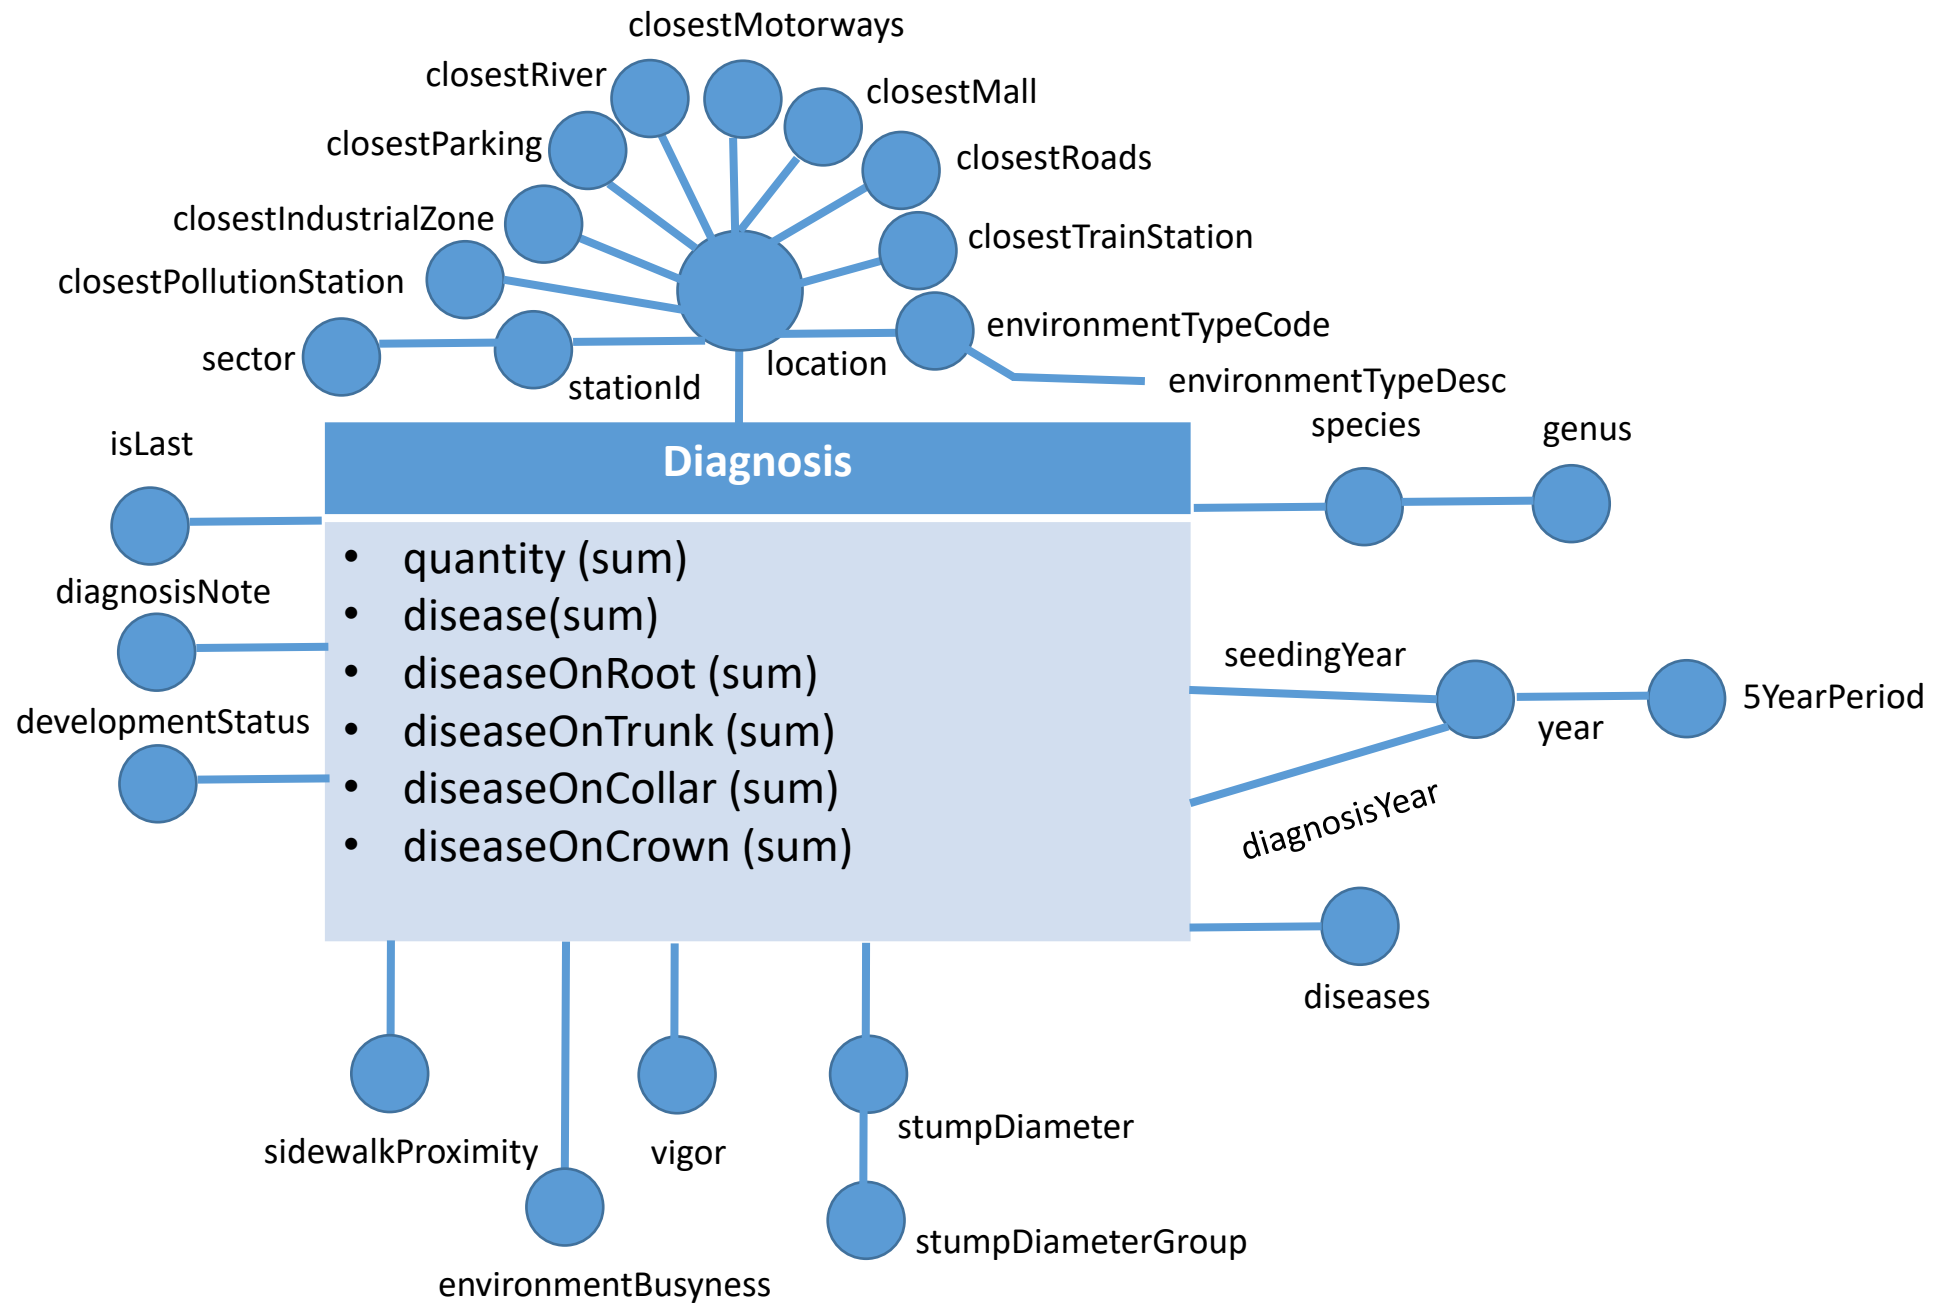 closestMotorways
closestRiver
closestMall
closestParking
closestRoads
closestIndustrialZone
closestTrainStation
closestPollutionStation
environmentTypeCode
sector
location
stationId
environmentTypeDesc
isLast
species
genus
Diagnosis
• quantity (sum)
• disease(sum)
• diseaseOnRoot (sum)
• diseaseOnTrunk (sum)
• diseaseOnCollar (sum)
• diseaseOnCrown (sum)
diagnosisNote
developmentStatus
seedingYear
year
5YearPeriod
diagnosisYear
diseases
sidewalkProximity
vigor
stumpDiameter
stumpDiameterGroup
environmentBusyness